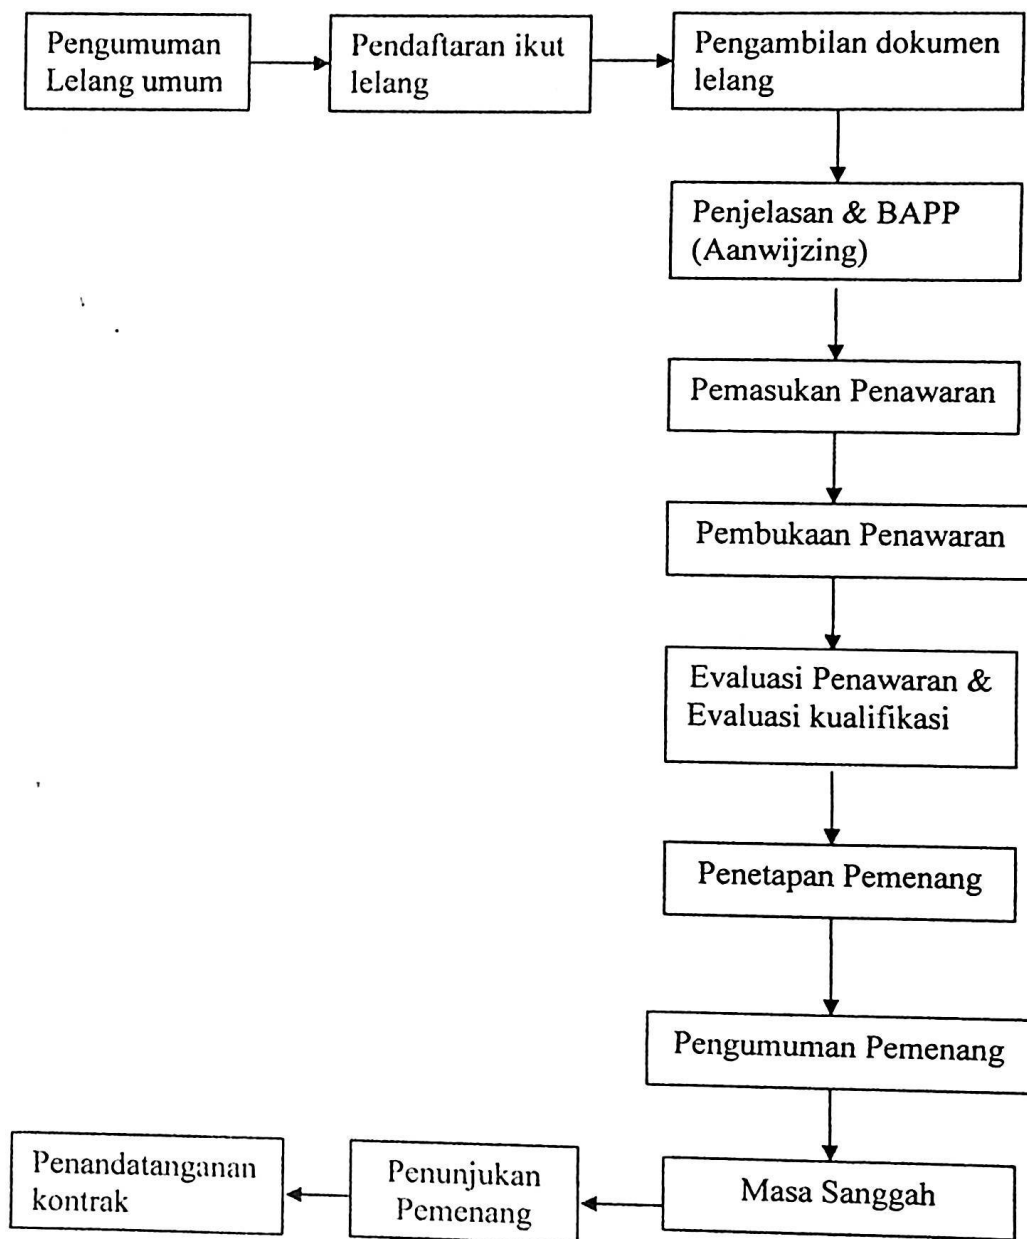 Pengumuman
Lelang umum
Pendaftaran ikut
lelang
Pengambilan dokumen
lelang
Penjelasan & BAPP
(Aanwijzing)
Pemasukan Penawaran
Pembukaan Penawaran
Evaluasi Penawaran &
Evaluasi kualifikasi
Penetapan Pemenang
Pengumuman Pemenang
Masa Sanggah
Penunjukan
Pemenang
Penandatanganan
kontrak